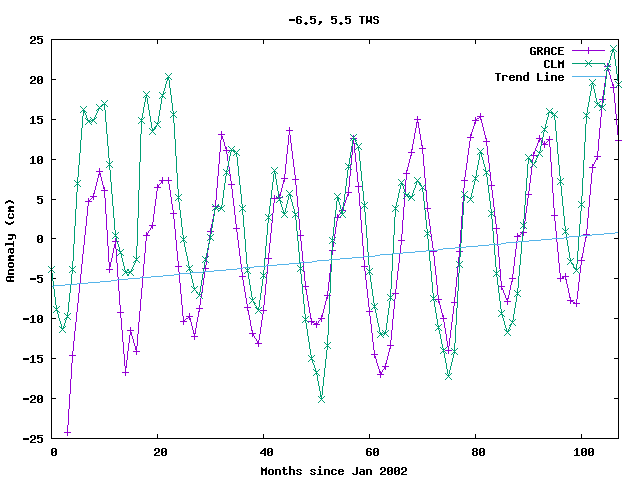 -6.5, 5.5 TWS
GRACE
CLM
Trend Line
25
20
15
10
5
0
-5
-10
-15
-20
-25
Anomaly (cm)
0 20 40 60 80 100
Months since Jan 2002